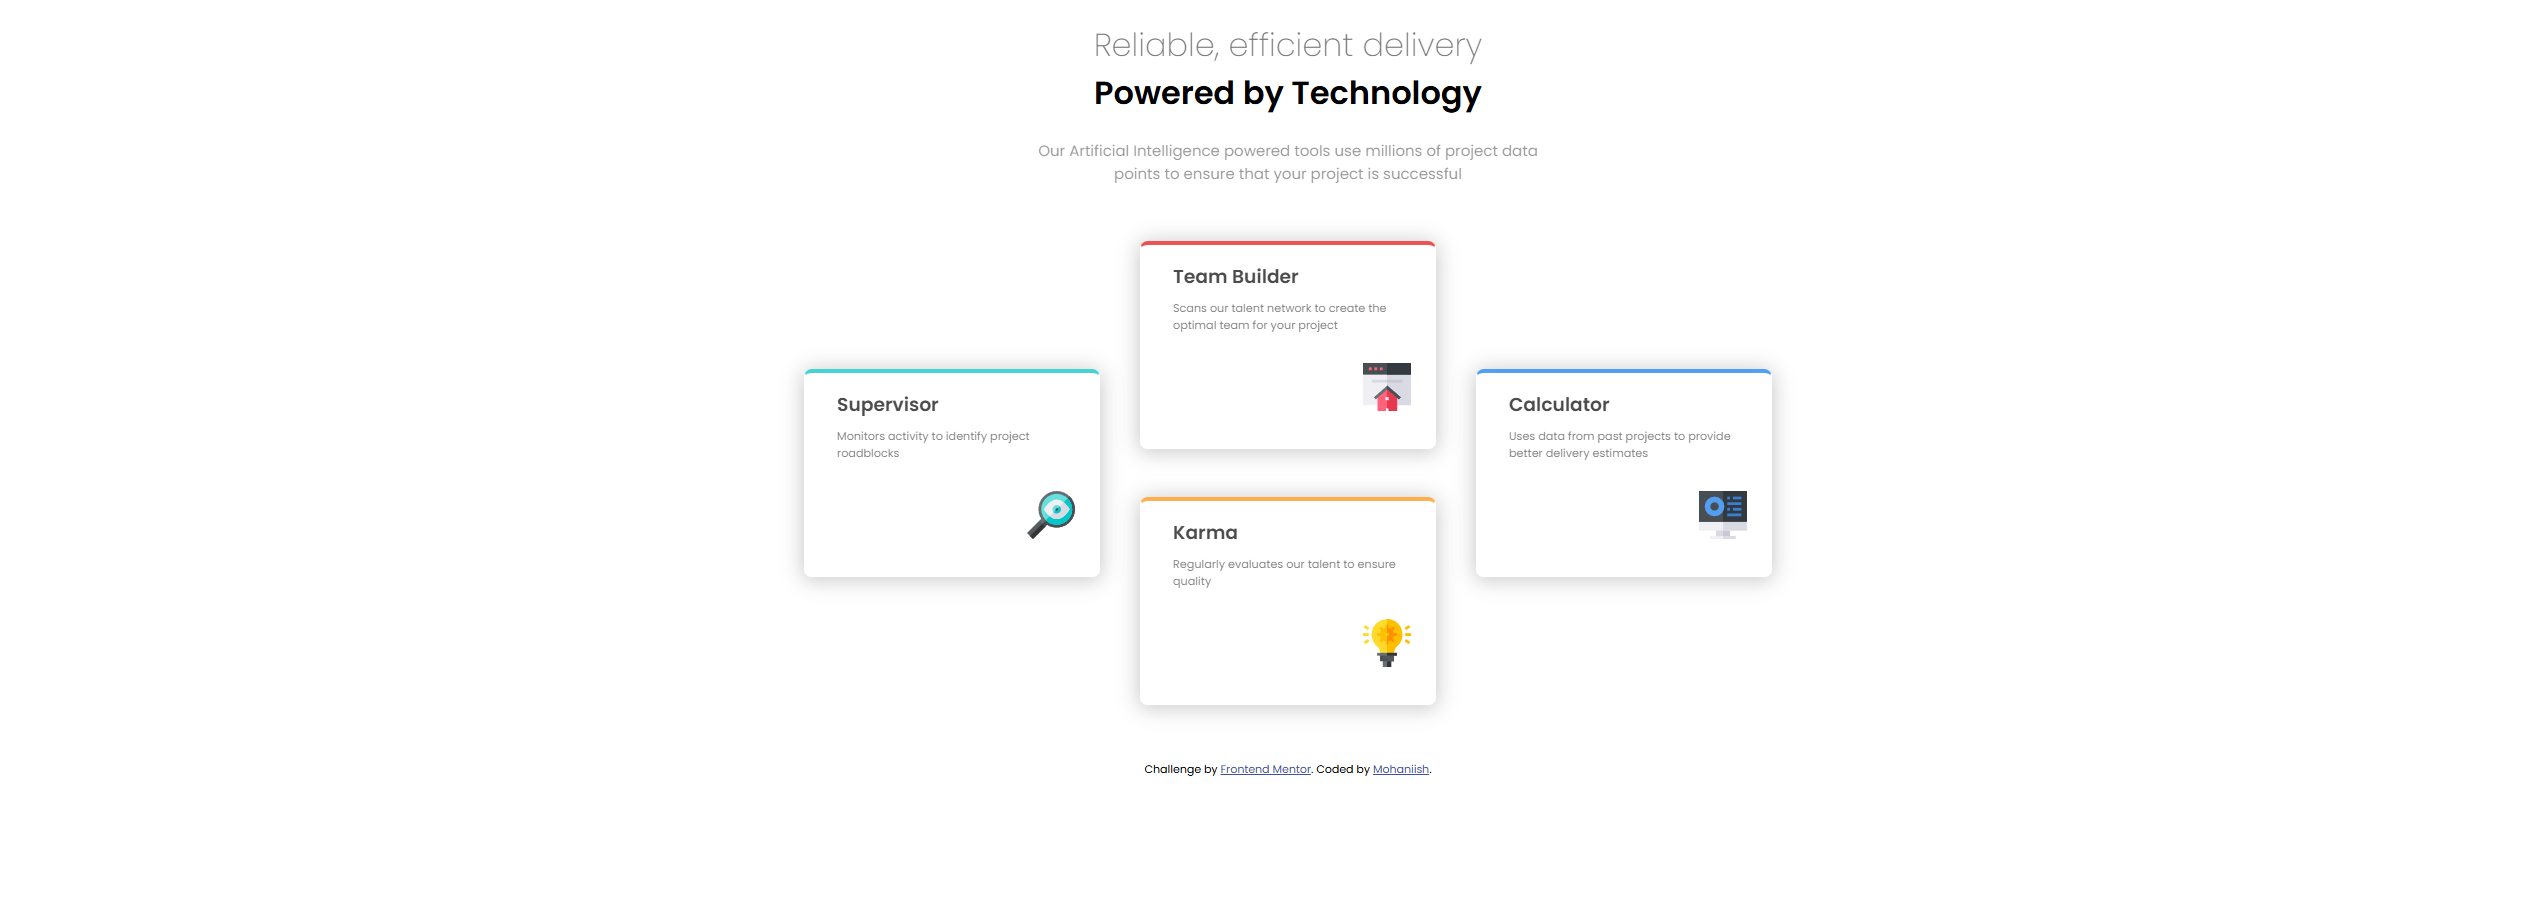 Reliable, efficient delivery
Powered by Technology
Our Artificial Intelligence powered tools use millions of project data
points to ensure that your project is successful
Team Builder
Scans our talent network to create the
optimal team for your project
Supervisor
Monitors activity to identify project
roadblocks
Calculator
Uses data from past projects to provide
better delivery estimates
Karma
Regularly evaluates our talent to ensure
quality
Challenge by Frontend Mentor. Coded by Mohaniish.